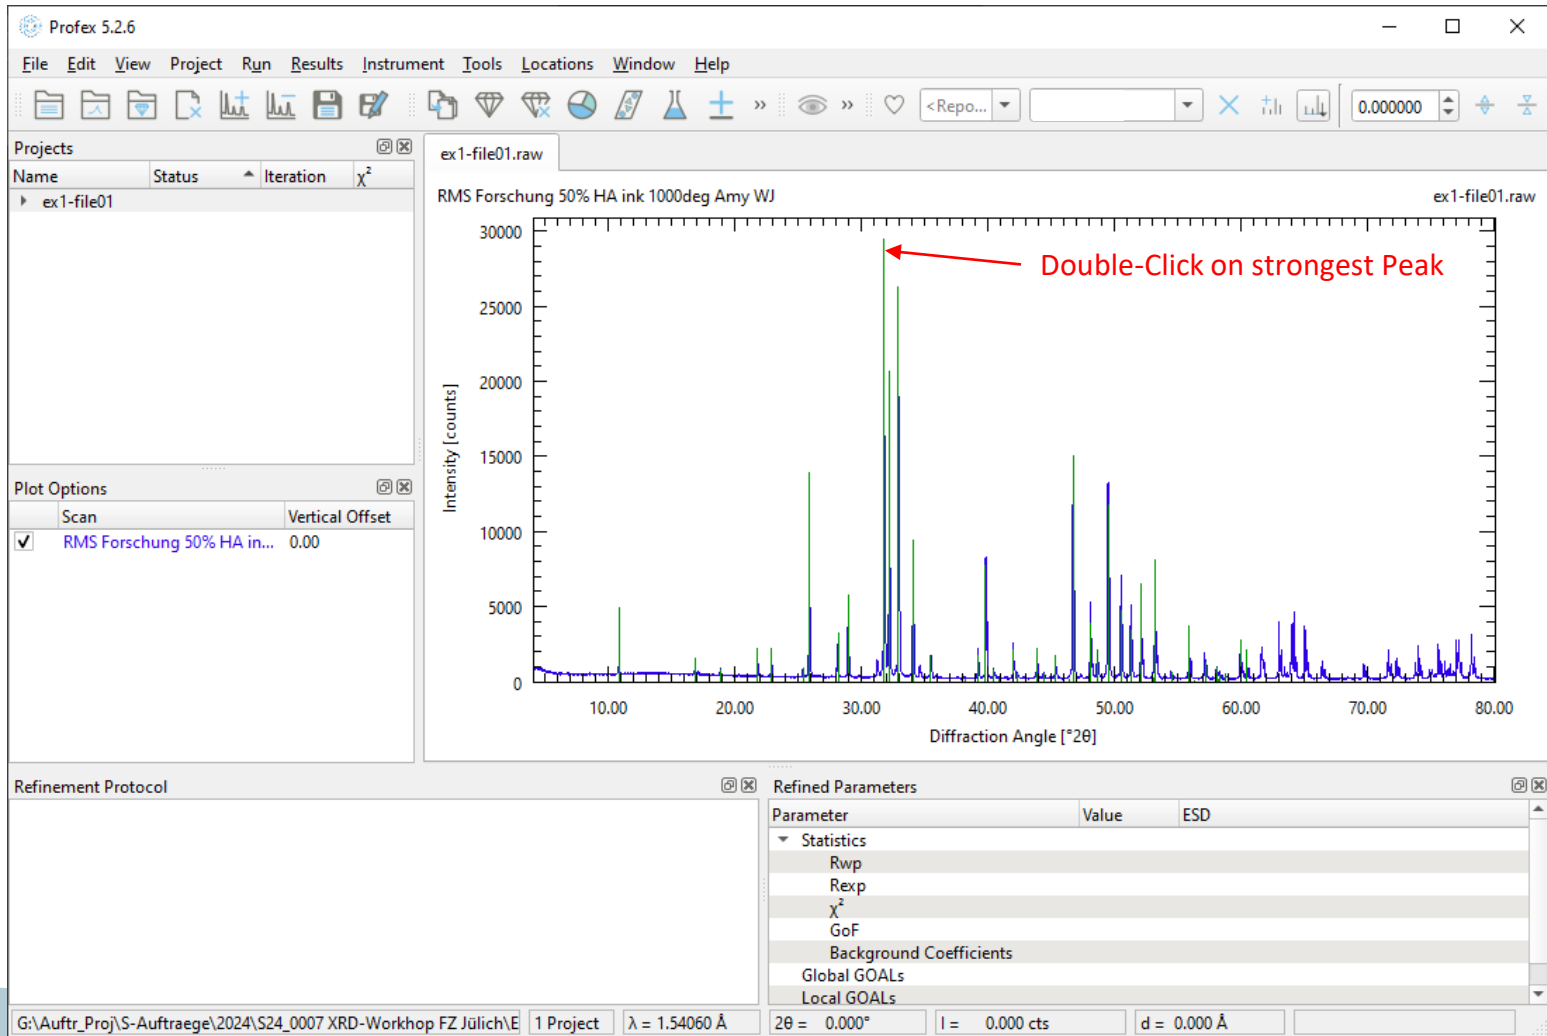 Profex 5.2.6
File Edit View Project Run Results Instrument Tools Locations Window Help
» » <Repo... 0.000000
Projects
Name Status Iteration χ²
ex1-file01
Plot Options
Scan Vertical Offset
RMS Forschung 50% HA in... 0.00
ex1-file01.raw
RMS Forschung 50% HA ink 1000deg Amy WJ ex1-file01.raw
Double-Click on strongest Peak
30000
25000
20000
15000
10000
5000
0
Intensity [counts]
10.00 20.00 30.00 40.00 50.00 60.00 70.00 80.00
Diffraction Angle [°2θ]
Refinement Protocol
Refined Parameters
Parameter Value ESD
Statistics
Rwp
Rexp
χ²
GoF
Background Coefficients
Global GOALs
Local GOALs
G:\Auftr_Proj\S-Auftraege\2024\S24_0007 XRD-Workhop FZ Jülich\E 1 Project λ = 1.54060 Å 2θ = 0.000° I = 0.000 cts d = 0.000 Å